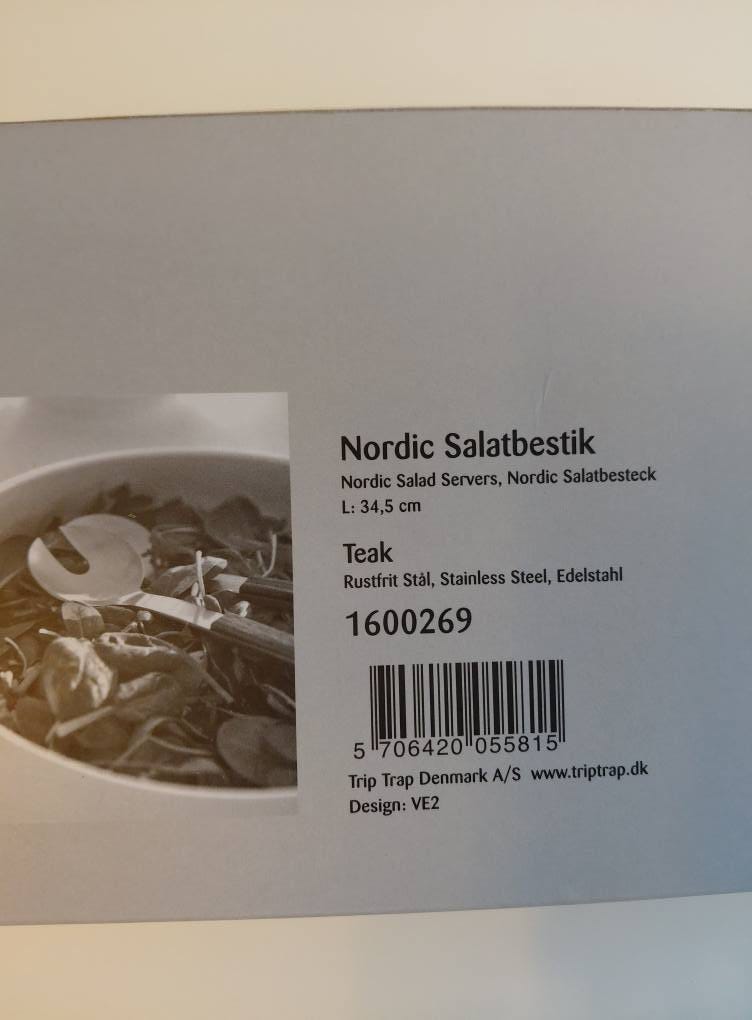 Nordic Salatbestik
Nordic Salad Servers, Nordic Salatbesteck
L: 34,5 cm
Teak
Rustfrit Stål, Stainless Steel, Edelstahl
1600269
5 706420 055815
Trip Trap Denmark A/S www.triptrap.dk
Design: VE2